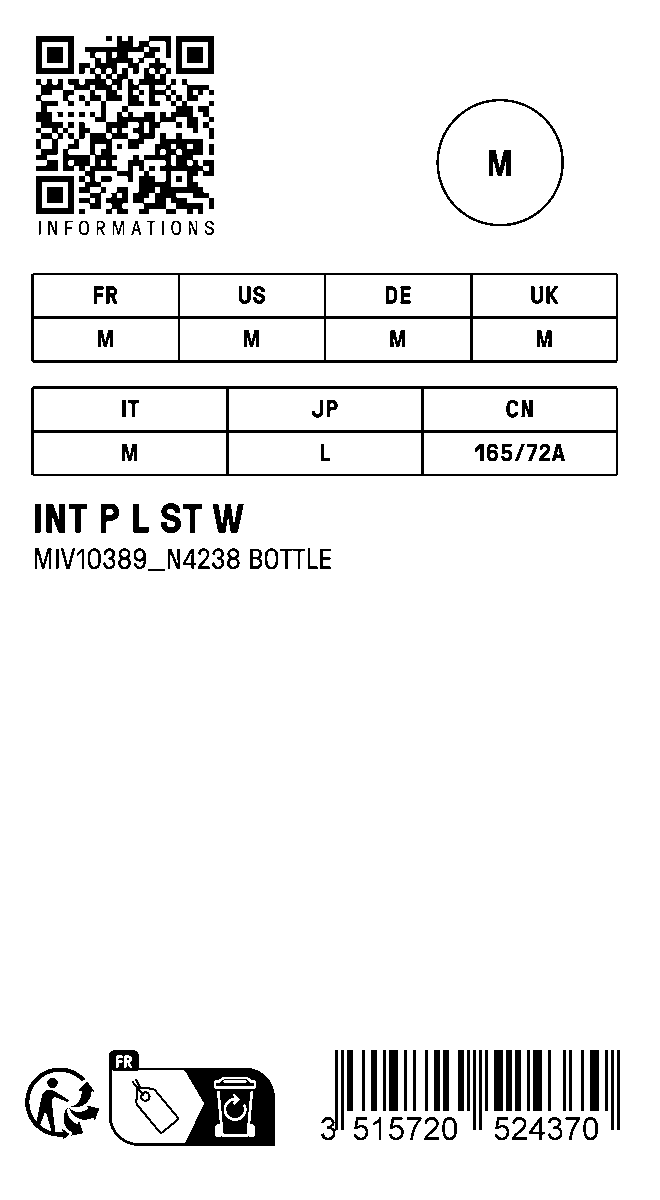 M
INFORMATIONS
FR US DE UK
M M M M
IT JP CN
M L 165/72A
INT P L ST W
MIV10389_N4238 BOTTLE
FR
3 515720 524370